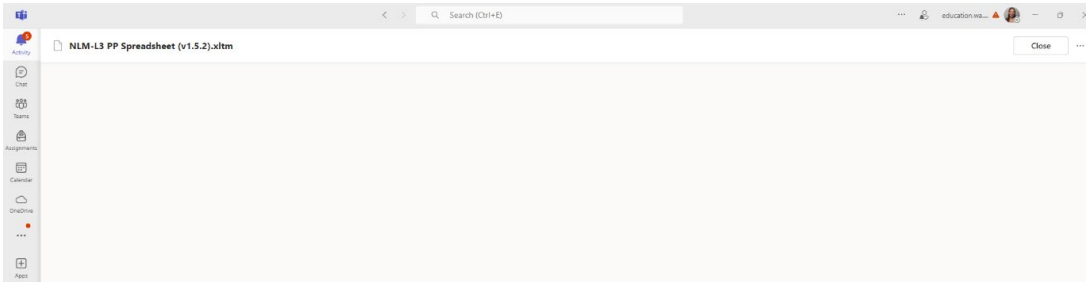 Search (Ctrl+E)
education.wa...
6
Activity
NLM-L3 PP Spreadsheet (v1.5.2).xltm
Close
Chat
Teams
Assignments
Calendar
OneDrive
Apps